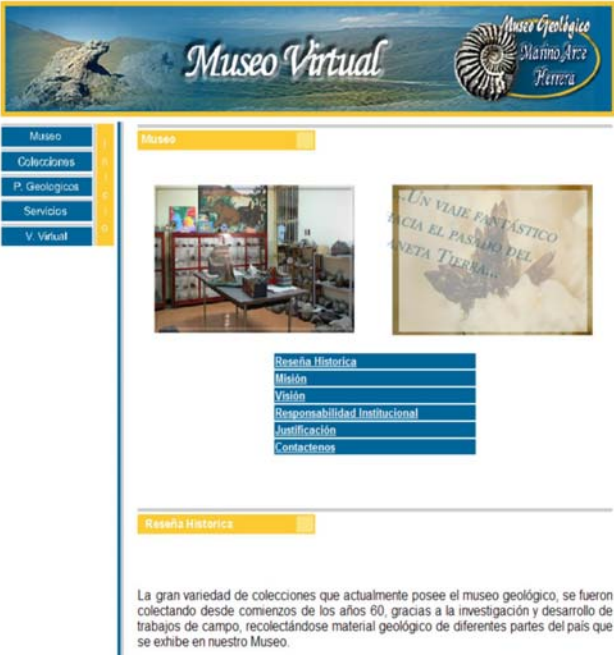 Museo Virtual
Museo Geológico
Marino Arce
Herrera
Museo
Colecciones
P. Geologicos
Servicios
V. Virtual
Inicio
Museo
...UN VIAJE FANTÁSTICO
HACIA EL PASADO DEL
PLANETA TIERRA...
Reseña Historica
Misión
Visión
Responsabilidad Institucional
Justificación
Contactenos
Reseña Historica
La gran variedad de colecciones que actualmente posee el museo geológico, se fueron
colectando desde comienzos de los años 60, gracias a la investigación y desarrollo de
trabajos de campo, recolectándose material geológico de diferentes partes del país que
se exhibe en nuestro Museo.